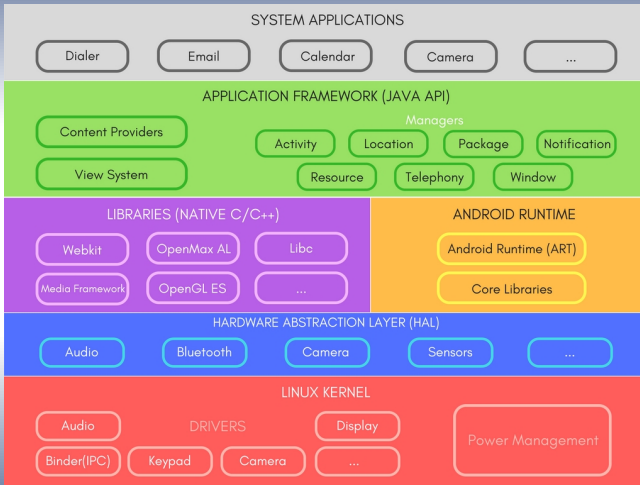 SYSTEM APPLICATIONS
Dialer
Email
Calendar
Camera
...
APPLICATION FRAMEWORK (JAVA API)
Managers
Content Providers
Activity
Location
Package
Notification
View System
Resource
Telephony
Window
LIBRARIES (NATIVE C/C++)
Webkit
OpenMax AL
Libc
Media Framework
OpenGL ES
...
ANDROID RUNTIME
Android Runtime (ART)
Core Libraries
HARDWARE ABSTRACTION LAYER (HAL)
Audio
Bluetooth
Camera
Sensors
...
LINUX KERNEL
Audio
DRIVERS
Display
Binder(IPC)
Keypad
Camera
...
Power Management